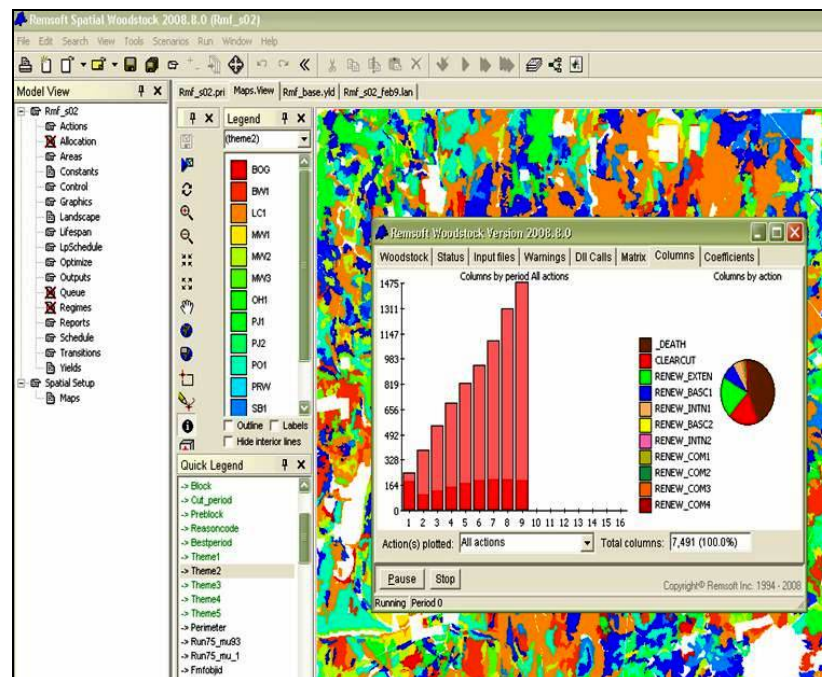 Remsoft Spatial Woodstock 2008.8.0 (Rmf_s02)
File Edit Search View Tools Scenarios Run Window Help
Model View
Rmf_s02
Actions
Allocation
Areas
Constants
Control
Graphics
Landscape
Lifespan
LpSchedule
Optimize
Outputs
Queue
Regimes
Reports
Schedule
Transitions
Yields
Spatial Setup
Maps
Rmf_s02.pri Maps.View Rmf_base.yld Rmf_s02_feb9.lan
Legend
(theme2)
BOG
BW1
LC1
MW1
MW2
MW3
OH1
PJ1
PJ2
PO1
PRW
SB1
Outline Labels
Hide interior lines
Quick Legend
-> Block
-> Cut_period
-> Preblock
-> Reasoncode
-> Bestperiod
-> Theme1
-> Theme2
-> Theme3
-> Theme4
-> Theme5
-> Perimeter
-> Run75_mu93
-> Run75_mu_1
-> Fmfobjid
Remsoft Woodstock Version 2008.8.0
Woodstock Status Input files Warnings Dll Calls Matrix Columns Coefficients
Columns by period All actions
Columns by action
1475
1311
1147
983
819
656
492
328
164
0
1 2 3 4 5 6 7 8 9 10 11 12 13 14 15 16
_DEATH
CLEARCUT
RENEW_EXTEN
RENEW_BASC1
RENEW_INTN1
RENEW_BASC2
RENEW_INTN2
RENEW_COM1
RENEW_COM2
RENEW_COM3
RENEW_COM4
Action(s) plotted: All actions Total columns: 7,491 (100.0%)
Pause Stop
Copyright© Remsoft Inc. 1994 - 2008
Running Period 0